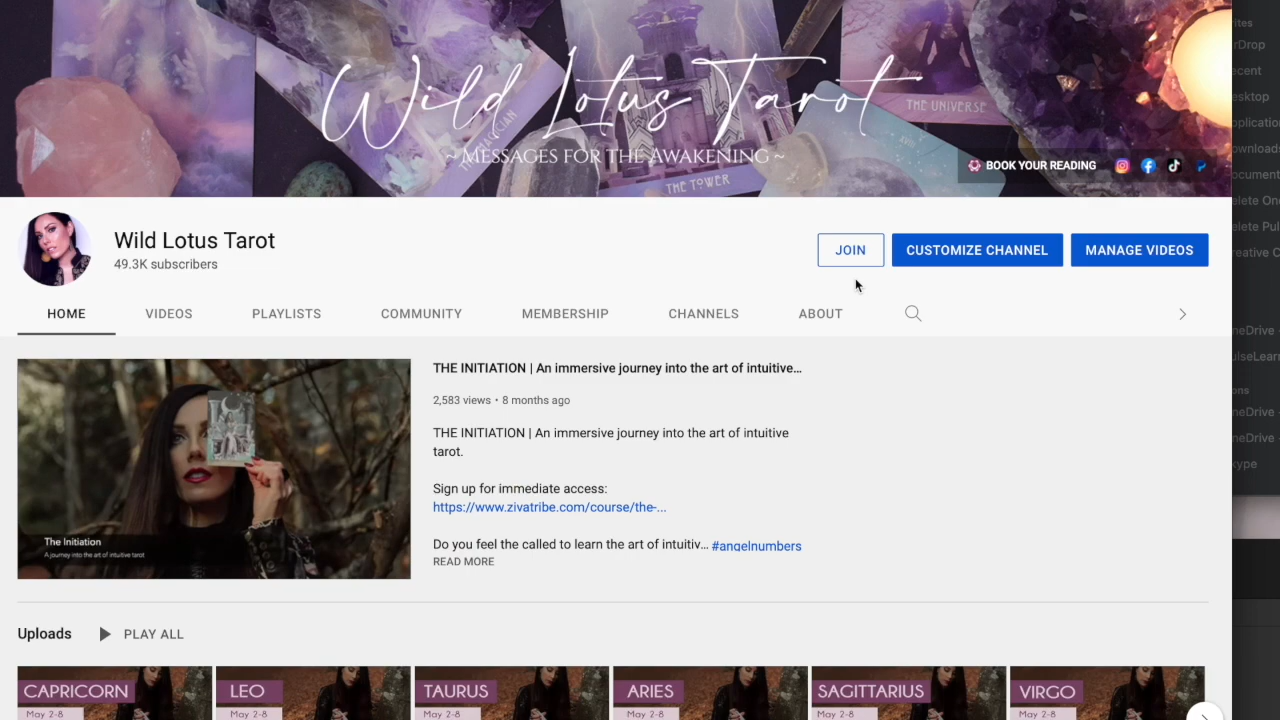 Wild Lotus Tarot
~ MESSAGES FOR THE AWAKENING ~
MAGICIAN
THE TOWER
THE UNIVERSE
BOOK YOUR READING
Wild Lotus Tarot
49.3K subscribers
JOIN
CUSTOMIZE CHANNEL
MANAGE VIDEOS
HOME
VIDEOS
PLAYLISTS
COMMUNITY
MEMBERSHIP
CHANNELS
ABOUT
The Initiation
A journey into the art of intuitive tarot
THE INITIATION | An immersive journey into the art of intuitive...
2,583 views • 8 months ago
THE INITIATION | An immersive journey into the art of intuitive
tarot.
Sign up for immediate access:
https://www.zivatribe.com/course/the-...
Do you feel the called to learn the art of intuitiv... #angelnumbers
READ MORE
Uploads
PLAY ALL
CAPRICORN
May 2-8
LEO
May 2-8
TAURUS
May 2-8
ARIES
May 2-8
SAGITTARIUS
May 2-8
VIRGO
May 2-8